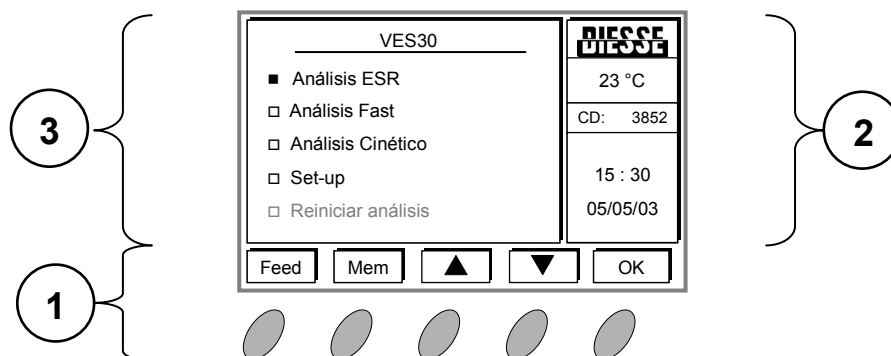 VES30
Análisis ESR
Análisis Fast
Análisis Cinético
Set-up
Reiniciar análisis
BIESSE
23 °C
CD: 3852
15 : 30
05/05/03
Feed Mem ▲ ▼ OK
3
2
1